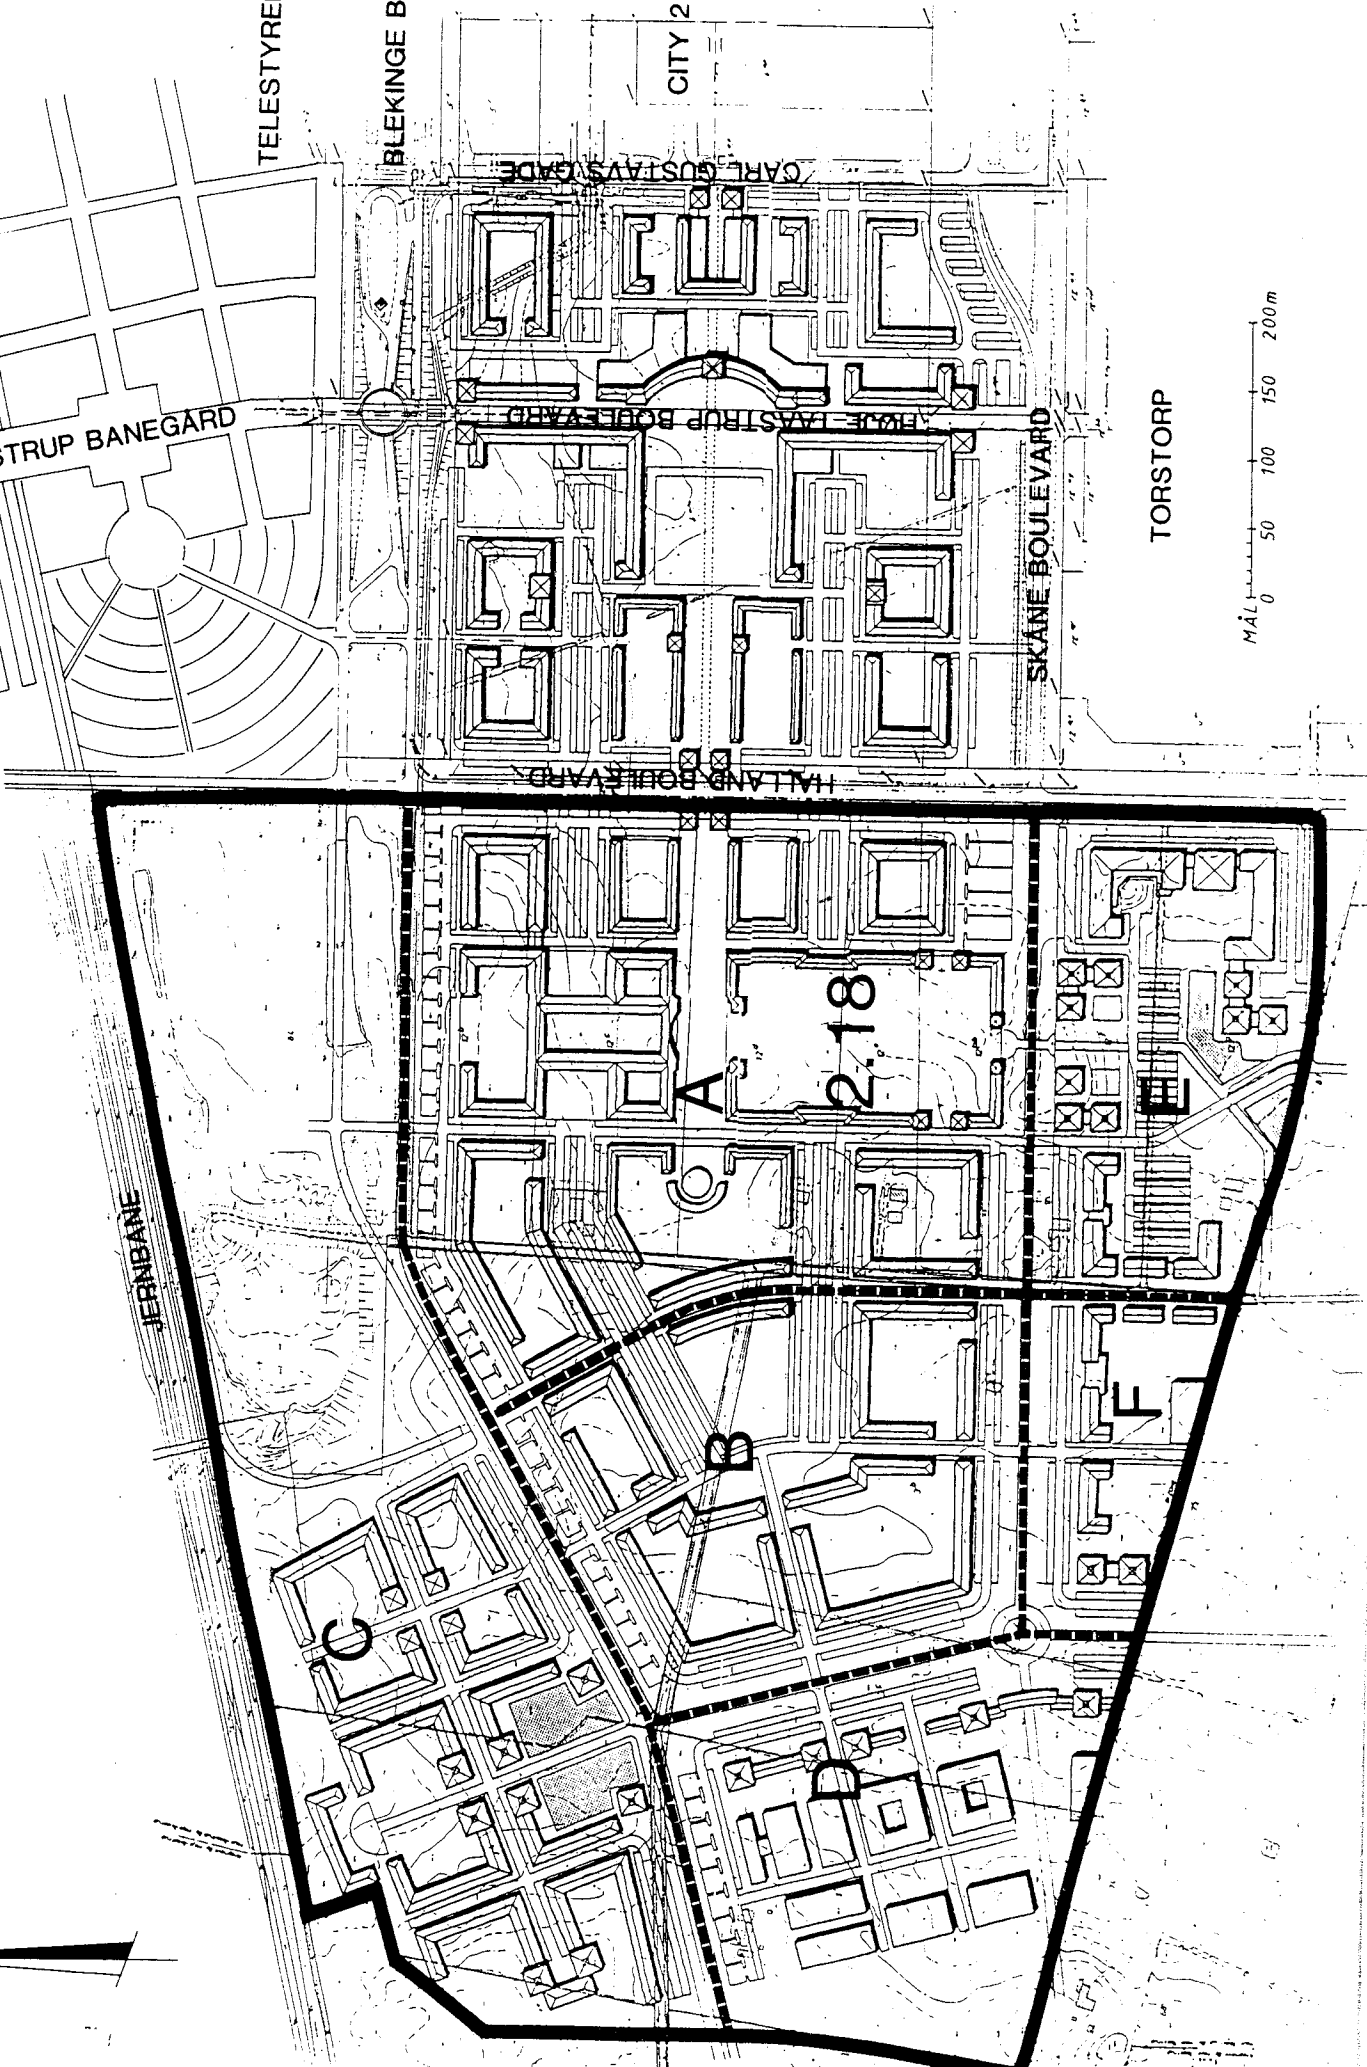 TELESTYRE
BLEKINGE B
CITY 2
CARL GUSTAVS GADE
STRUP BANEGÅRD
HØJE TAASTRUP BOULEVARD
SKÅNE BOULEVARD
TORSTORP
MÅL 0 50 100 150 200m
HALLAND BOULEVARD
JERNBANE
A
2.18
E
B
F
C
D